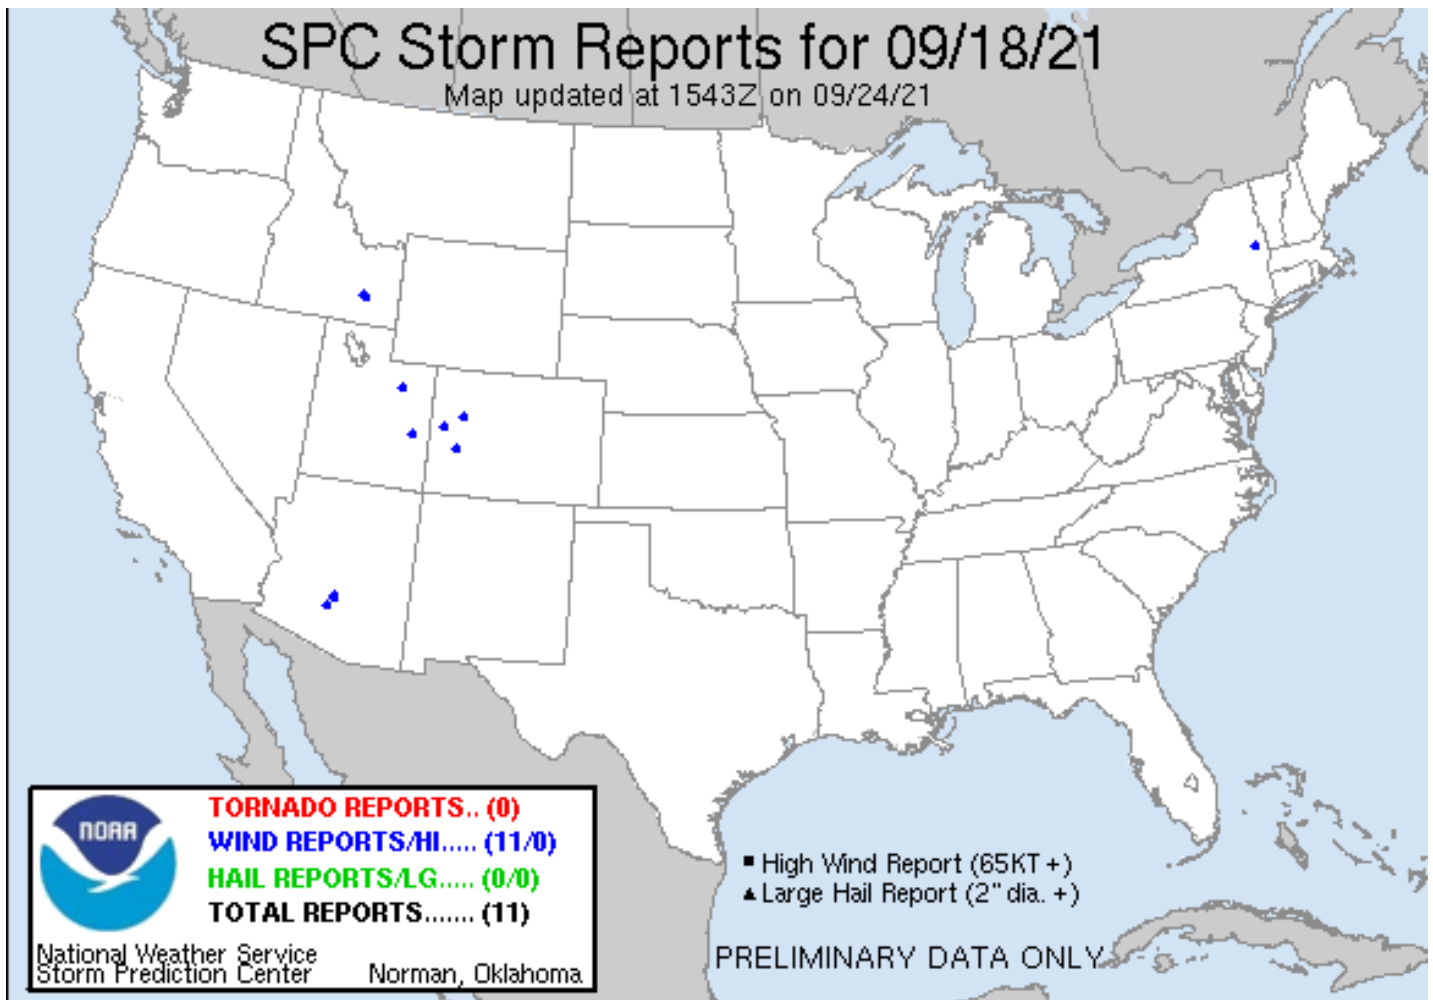 SPC Storm Reports for 09/18/21
Map updated at 1543Z on 09/24/21
NOAA
TORNADO REPORTS.. (0)
WIND REPORTS/HI..... (11/0)
HAIL REPORTS/LG..... (0/0)
TOTAL REPORTS....... (11)
National Weather Service
Storm Prediction Center Norman, Oklahoma
High Wind Report (65KT +)
Large Hail Report (2" dia. +)
PRELIMINARY DATA ONLY